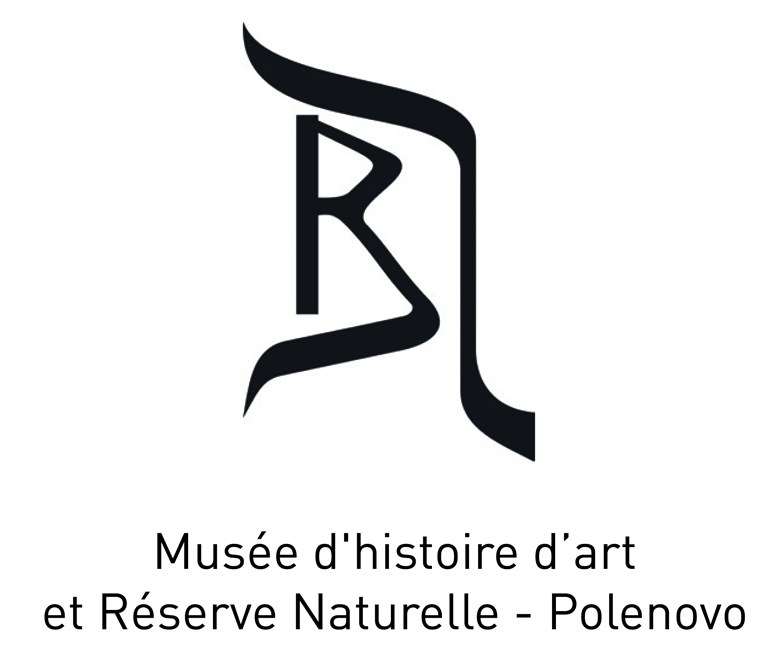 Musée d'histoire d’art
et Réserve Naturelle - Polenovo